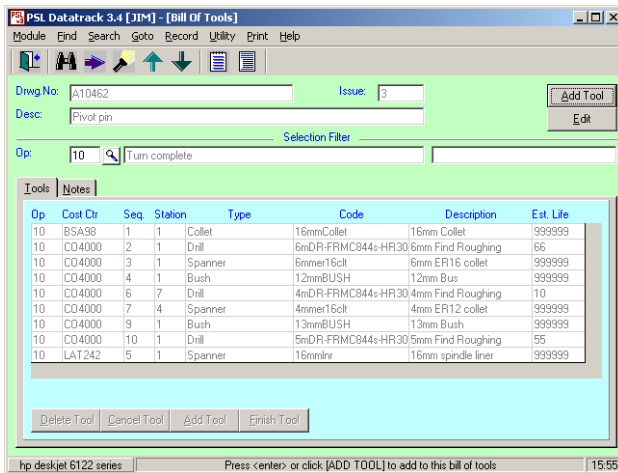 PSL Datatrack 3.4 [JIM] - [Bill Of Tools]
Module Find Search Goto Record Utility Print Help
Drwg.No: A10462 Issue: 3 Add Tool
Desc: Pivot pin Edit
Selection Filter
Op: 10 Turn complete
Tools Notes
Op Cost Ctr Seq. Station Type Code Description Est. Life
10 BSA98 1 1 Collet 16mmCollet 16mm Collet 999999
10 CO4000 2 1 Drill 6mDR-FRMC844s-HR30 6mm Find Roughing 66
10 CO4000 3 1 Spanner 6mmer16clt 6mm ER16 collet 999999
10 CO4000 4 1 Bush 12mmBUSH 12mm Bus 999999
10 CO4000 6 7 Drill 4mDR-FRMC844s-HR30 4mm Find Roughing 10
10 CO4000 7 4 Spanner 4mmer16clt 4mm ER12 collet 999999
10 CO4000 9 1 Bush 13mmBUSH 13mm Bush 999999
10 CO4000 10 1 Drill 5mDR-FRMC844s-HR30 5mm Find Roughing 55
10 LAT242 5 1 Spanner 16mmlnr 16mm spindle liner 999999
Delete Tool Cancel Tool Add Tool Finish Tool
hp deskjet 6122 series Press <enter> or click [ADD TOOL] to add to this bill of tools 15:55